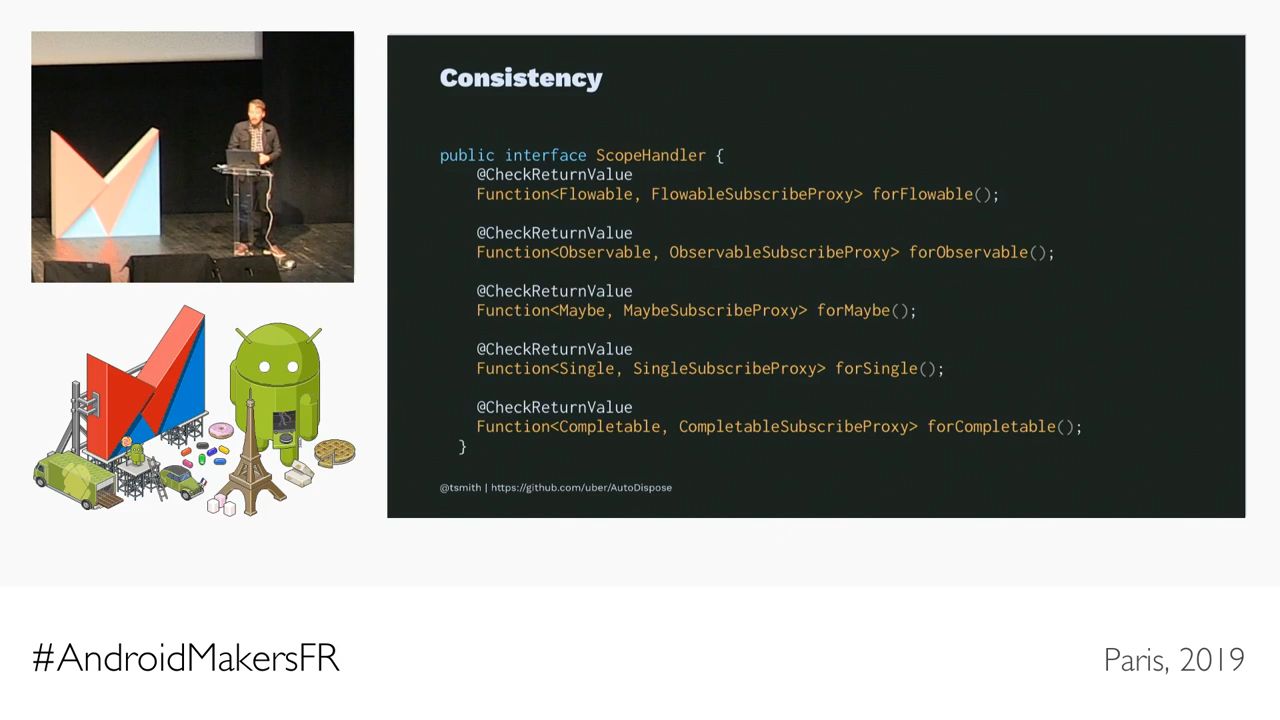 Consistency
public interface ScopeHandler {
@CheckReturnValue
Function<Flowable, FlowableSubscribeProxy> forFlowable();
@CheckReturnValue
Function<Observable, ObservableSubscribeProxy> forObservable();
@CheckReturnValue
Function<Maybe, MaybeSubscribeProxy> forMaybe();
@CheckReturnValue
Function<Single, SingleSubscribeProxy> forSingle();
@CheckReturnValue
Function<Completable, CompletableSubscribeProxy> forCompletable();
}
@tsmith | https://github.com/uber/AutoDispose
#AndroidMakersFR
Paris, 2019